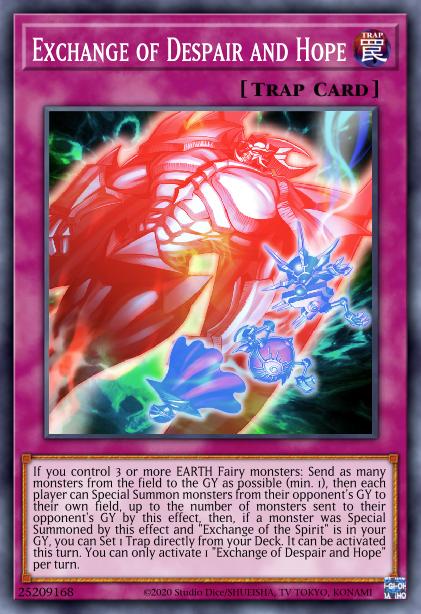 Exchange of Despair and Hope
TRAP
罠
[Trap Card]
If you control 3 or more EARTH Fairy monsters: Send as many
monsters from the field to the GY as possible (min. 1), then each
player can Special Summon monsters from their opponent's GY to
their own field, up to the number of monsters sent to their
opponent's GY by this effect, then, if a monster was Special
Summoned by this effect and "Exchange of the Spirit" is in your
GY, you can Set 1 Trap directly from your Deck. It can be activated
this turn. You can only activate 1 "Exchange of Despair and Hope"
per turn.
25209168
©2020 Studio Dice/SHUEISHA, TV TOKYO, KONAMI